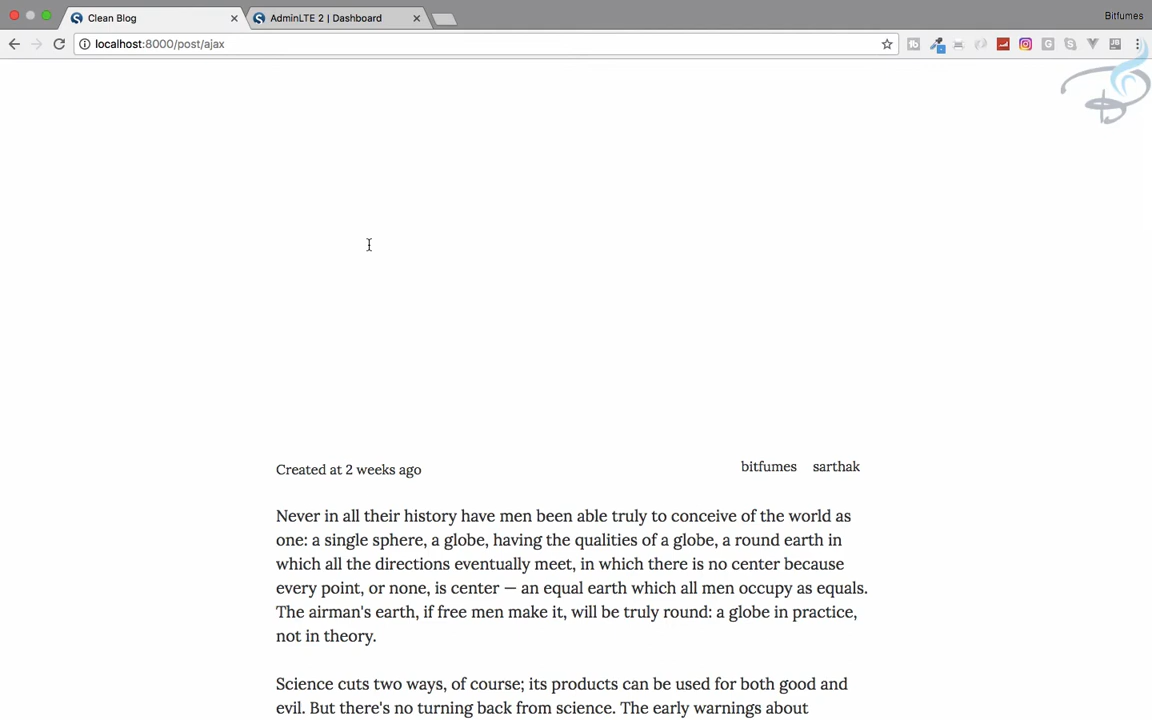 Clean Blog
AdminLTE 2 | Dashboard
Bitfumes
localhost:8000/post/ajax
Created at 2 weeks ago
bitfumes sarthak
Never in all their history have men been able truly to conceive of the world as
one: a single sphere, a globe, having the qualities of a globe, a round earth in
which all the directions eventually meet, in which there is no center because
every point, or none, is center — an equal earth which all men occupy as equals.
The airman's earth, if free men make it, will be truly round: a globe in practice,
not in theory.
Science cuts two ways, of course; its products can be used for both good and
evil. But there's no turning back from science. The early warnings about